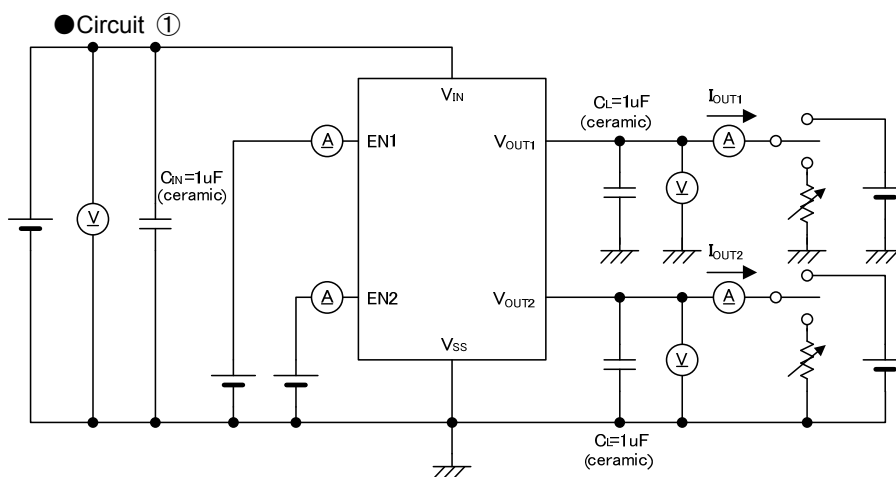 ●Circuit ①
VIN
EN1
VOUT1
CIN=1uF
(ceramic)
CL=1uF
(ceramic)
IOUT1
A
A
V
V
EN2
VOUT2
VSS
IOUT2
A
A
V
CL=1uF
(ceramic)